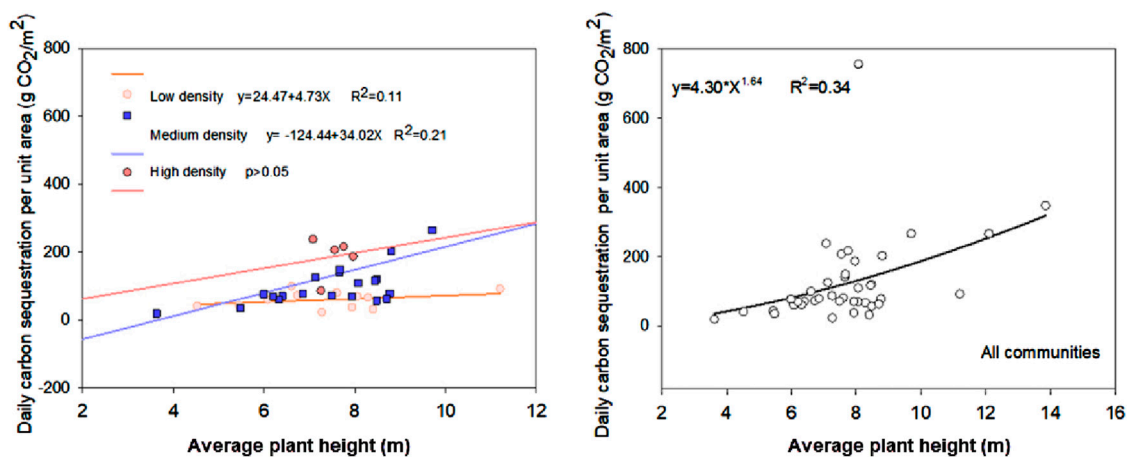 Daily carbon sequestration per unit area (g CO2/m2)
800
600
400
200
0
-200
Low density y=24.47+4.73X R2=0.11
Medium density y= -124.44+34.02X R2=0.21
High density p>0.05
2
4
6
8
10
12
Average plant height (m)
Daily carbon sequestration per unit area (g CO2/m2)
800
600
400
200
0
y=4.30*X1.64 R2=0.34
All communities
2
4
6
8
10
12
14
16
Average plant height (m)